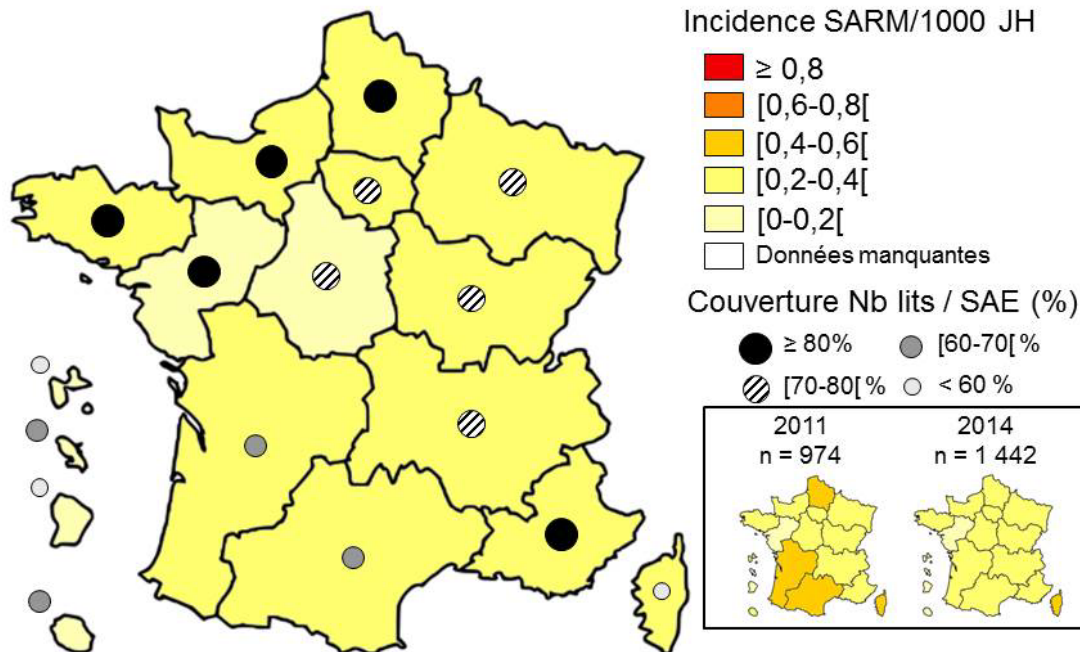 Incidence SARM/1000 JH
≥ 0,8
[0,6-0,8[
[0,4-0,6[
[0,2-0,4[
[0-0,2[
Données manquantes
Couverture Nb lits / SAE (%)
≥ 80% [60-70[ %
[70-80[ % < 60 %
2011 2014
n = 974 n = 1 442